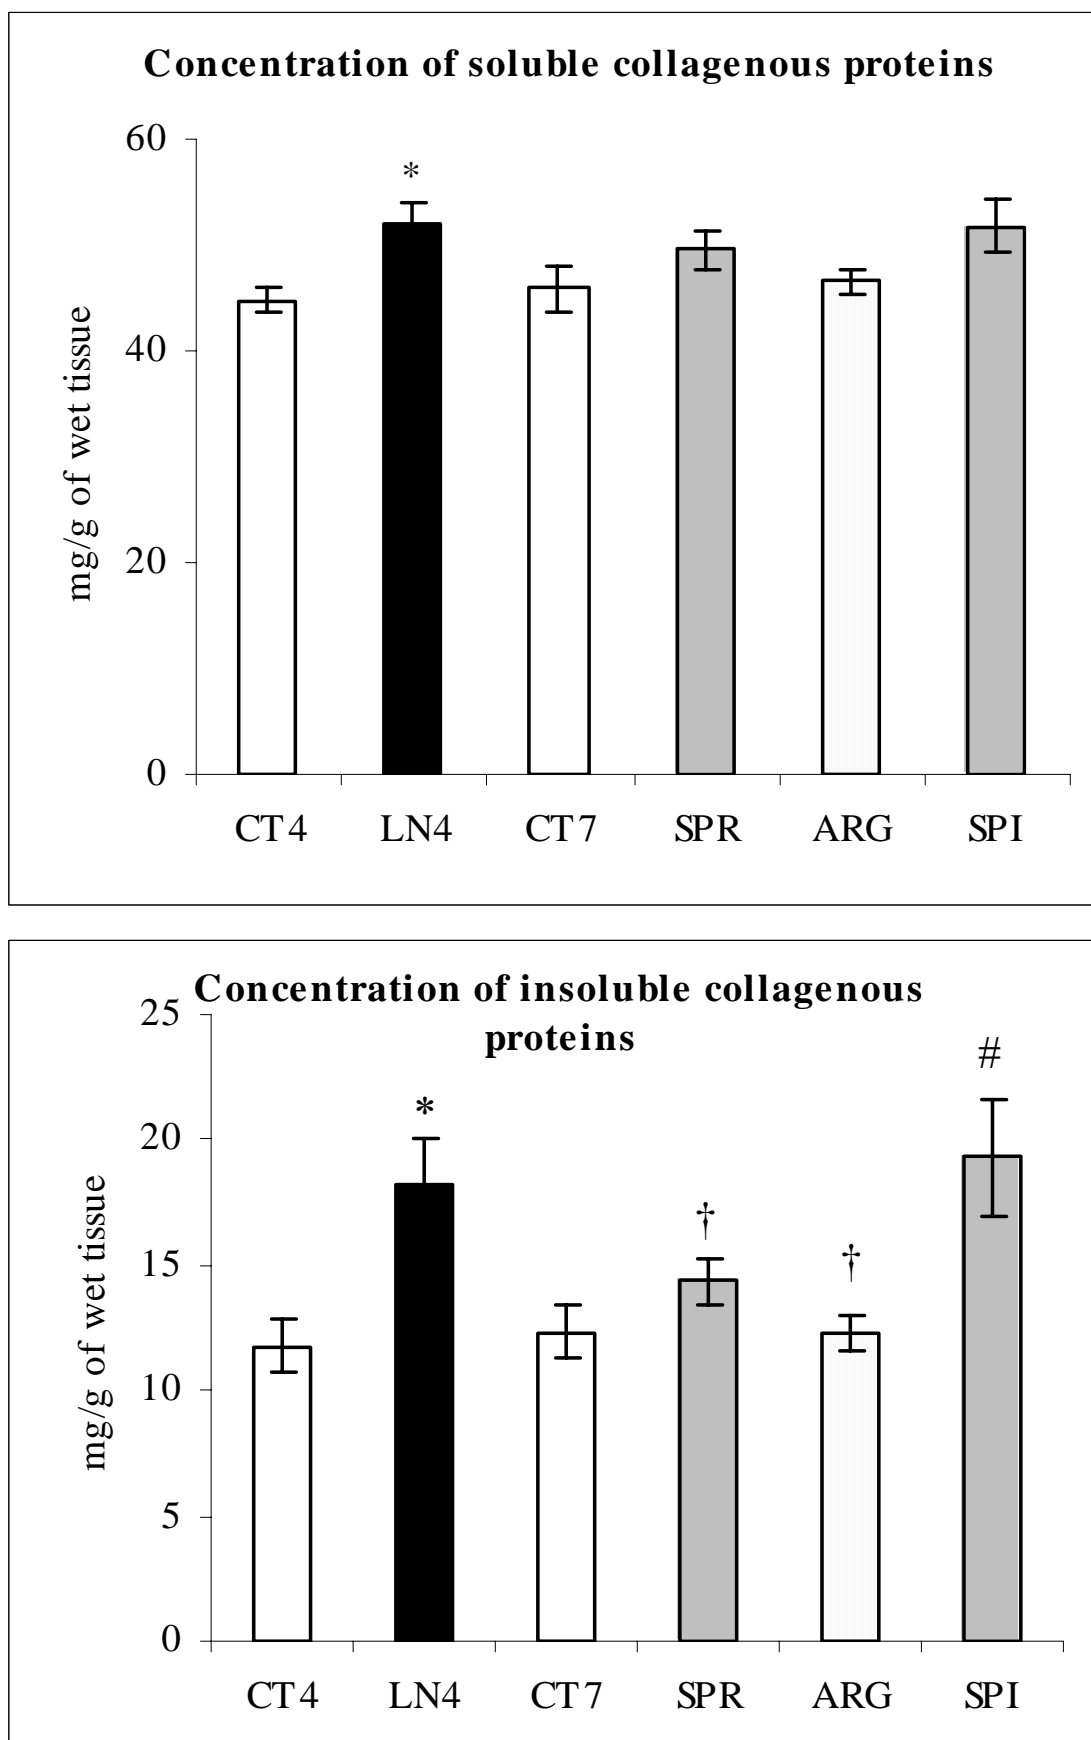 Concentration of soluble collagenous proteins
60
*
40
mg/g of wet tissue
20
0
CT4 LN4 CT7 SPR ARG SPI
Concentration of insoluble collagenous
proteins
25
#
*
20
†
†
15
mg/g of wet tissue
10
5
0
CT4 LN4 CT7 SPR ARG SPI